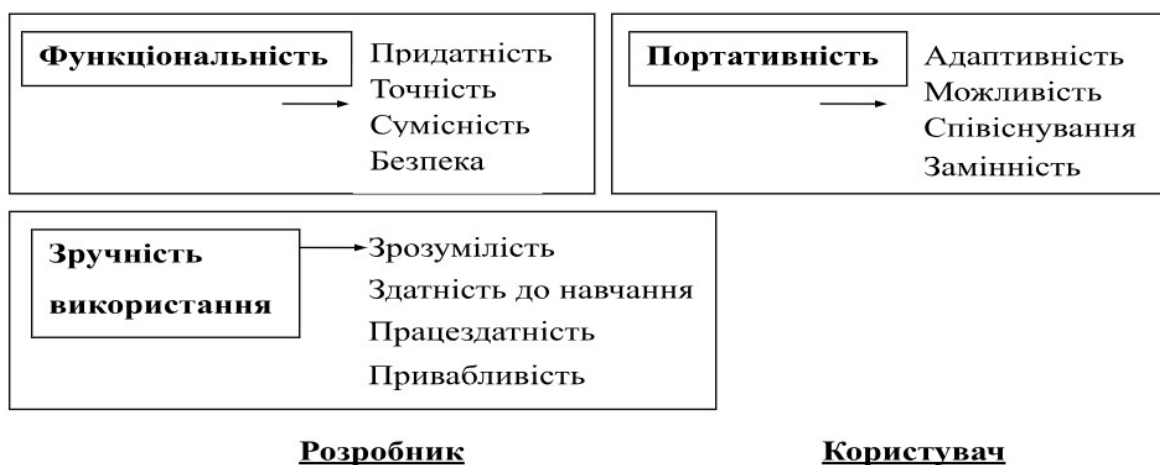 Функціональність
Придатність
Точність
Сумісність
Безпека
Портативність
Адаптивність
Можливість
Співіснування
Замінність
Зручність
використання
Зрозумілість
Здатність до навчання
Працездатність
Привабливість
Розробник
Користувач